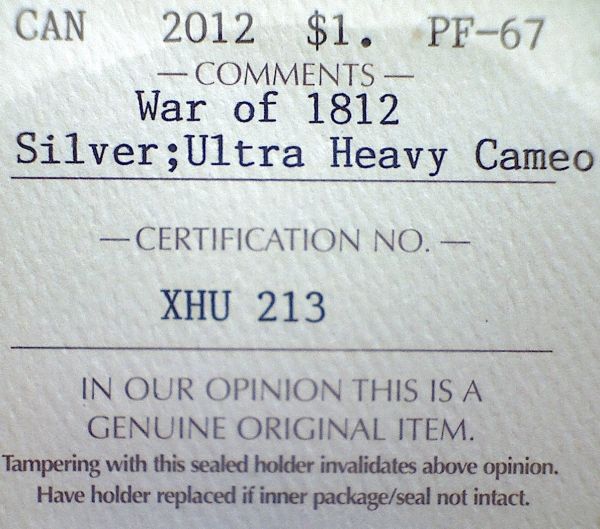 CAN 2012 $1. PF-67
— COMMENTS —
War of 1812
Silver;Ultra Heavy Cameo
— CERTIFICATION NO. —
XHU 213
IN OUR OPINION THIS IS A
GENUINE ORIGINAL ITEM.
Tampering with this sealed holder invalidates above opinion.
Have holder replaced if inner package/seal not intact.